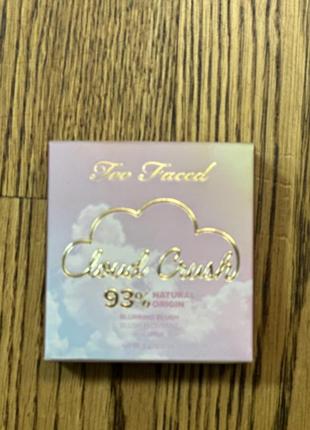 Too Faced
Cloud Crush
93% NATURAL
ORIGIN
BLURRING BLUSH